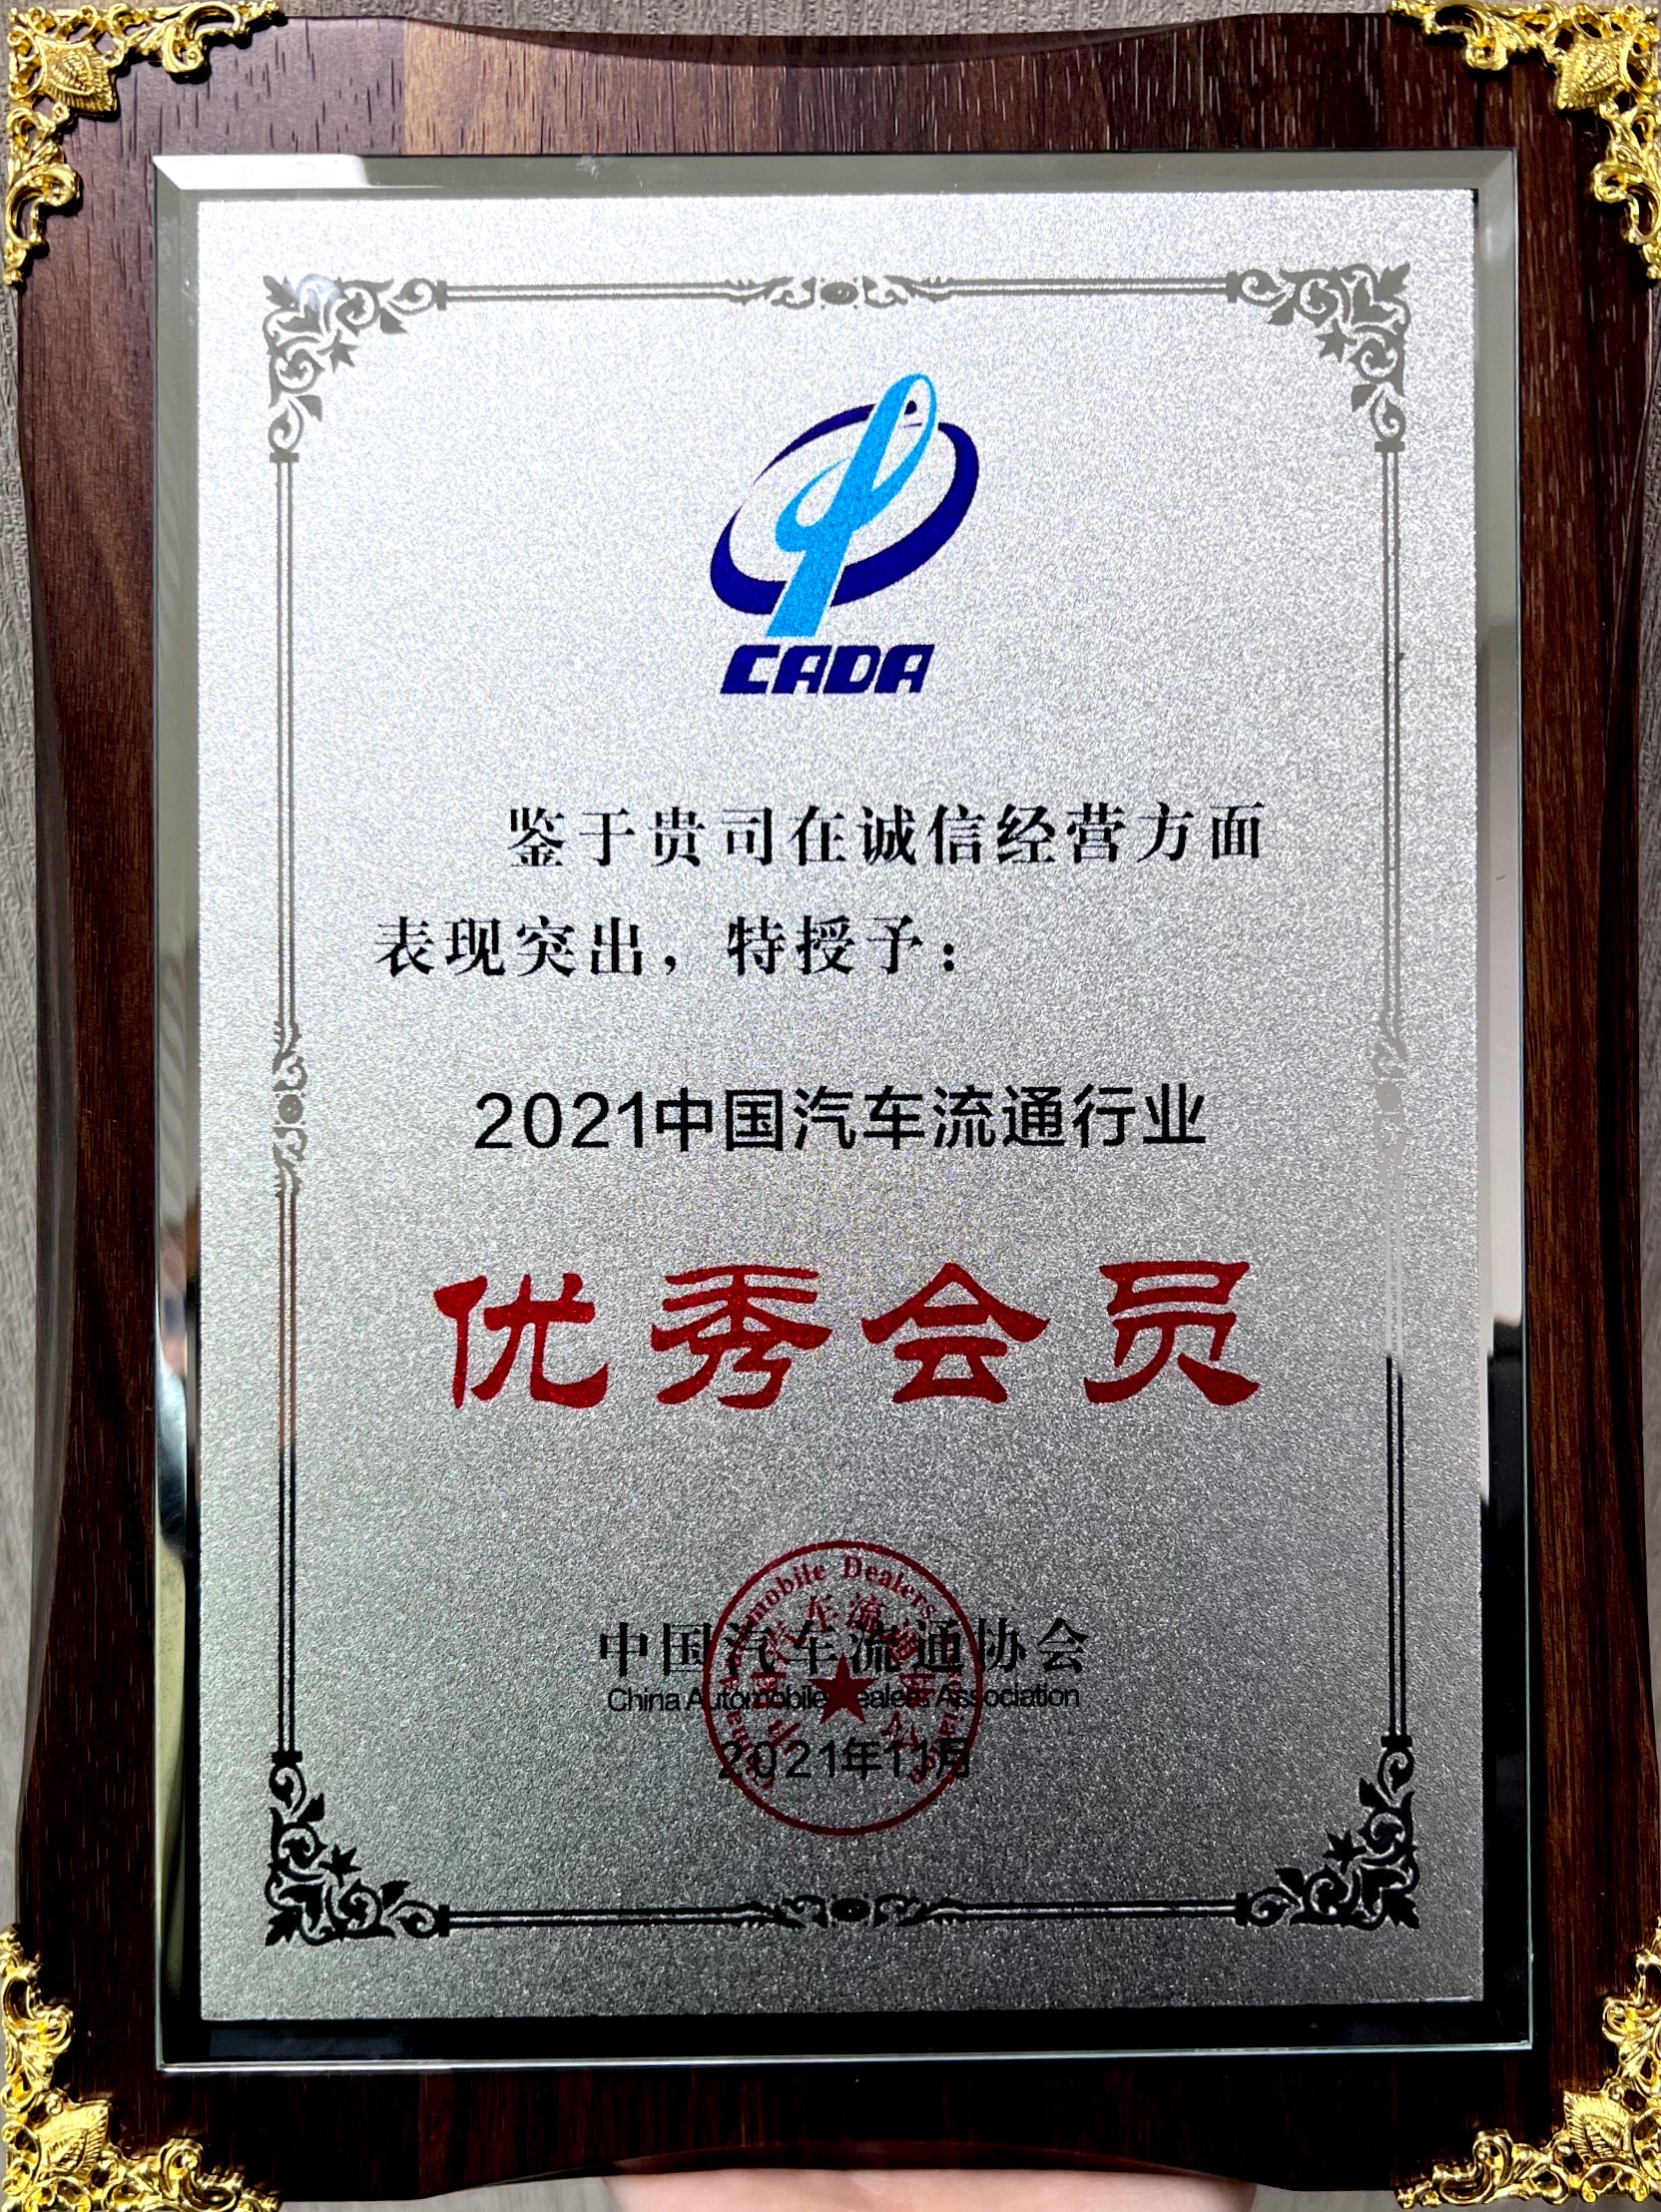 CADA
鉴于贵司在诚信经营方面
表现突出，特授予：
2021中国汽车流通行业
优秀会员
中国汽车流通协会
China Automobile Dealers Association
2021年11月
Automobile Dealers